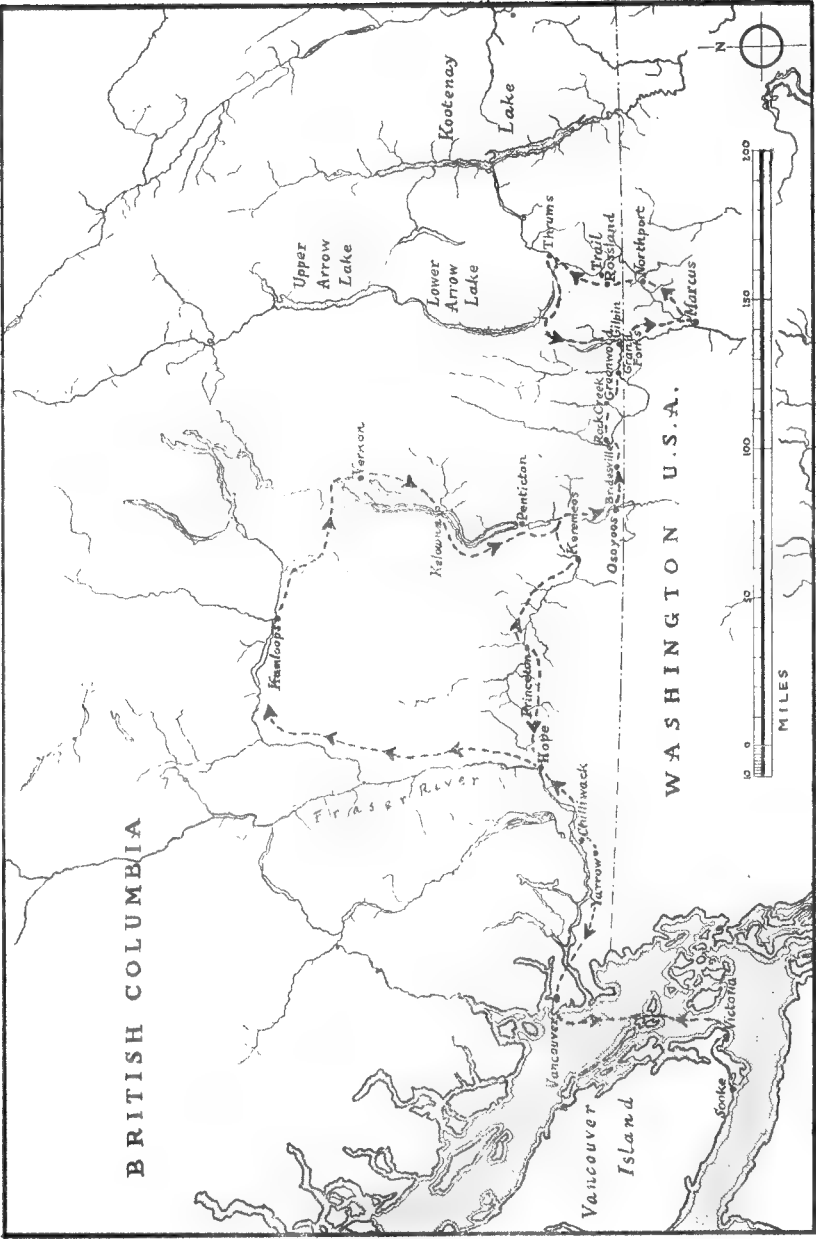 BRITISH COLUMBIA
WASHINGTON U.S.A.
Vancouver
Island
Sooke
Victoria
Vancouver
Yarrow
Chilliwack
Fraser River
Hope
Princeton
Kamloops
Keremeos
Osoyoos
Penticton
Kelowna
Vernon
Bridesville
Rock Creek
Greenwood
Grand
Forks
Gilpin
Marcus
Northport
Rossland
Trail
Thrums
Upper
Arrow
Lake
Lower
Arrow
Lake
Kootenay
Lake
N
10 0 50 100 150 200
MILES